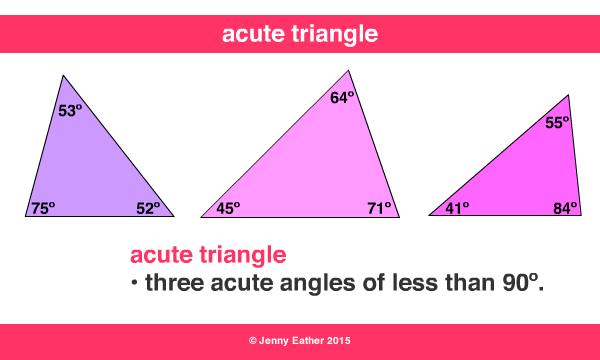 acute triangle
53º
75º
52º
64º
45º
71º
55º
41º
84º
acute triangle
• three acute angles of less than 90º.
© Jenny Eather 2015